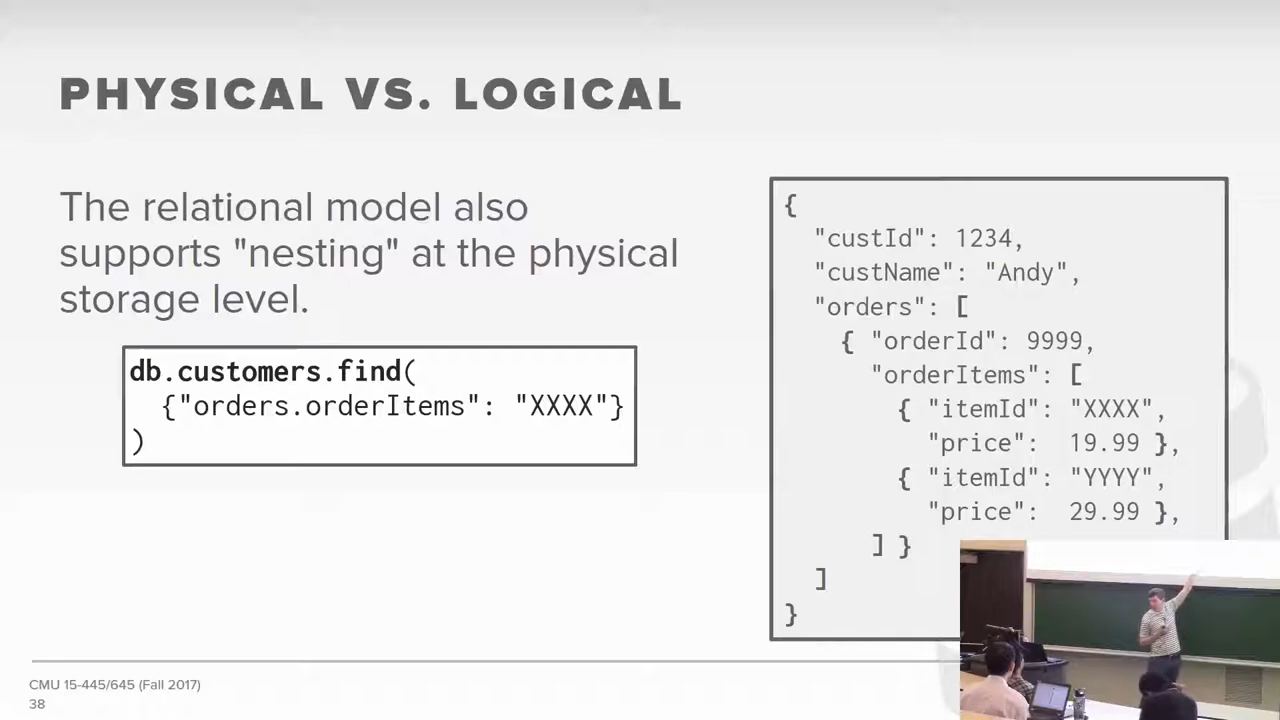 PHYSICAL VS. LOGICAL
The relational model also
supports "nesting" at the physical
storage level.
db.customers.find(
{"orders.orderItems": "XXXX"}
)
{
"custId": 1234,
"custName": "Andy",
"orders": [
{ "orderId": 9999,
"orderItems": [
{ "itemId": "XXXX",
"price": 19.99 },
{ "itemId": "YYYY",
"price": 29.99 },
] }
]
}
CMU 15-445/645 (Fall 2017)
38